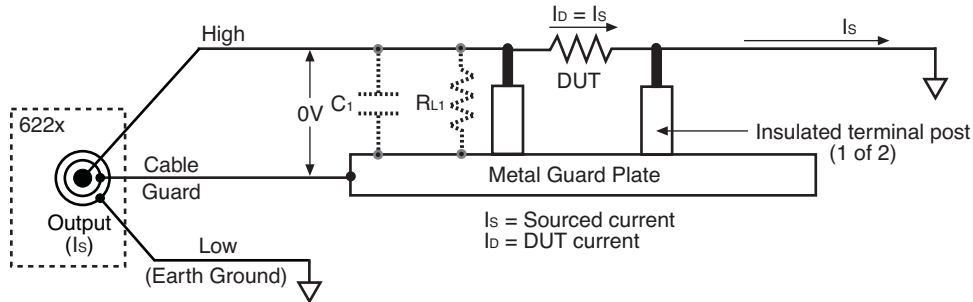 High
ID = IS
IS
622x
0V
C1
RL1
DUT
Cable
Guard
Insulated terminal post
(1 of 2)
Metal Guard Plate
Output
(IS)
Low
(Earth Ground)
IS = Sourced current
ID = DUT current